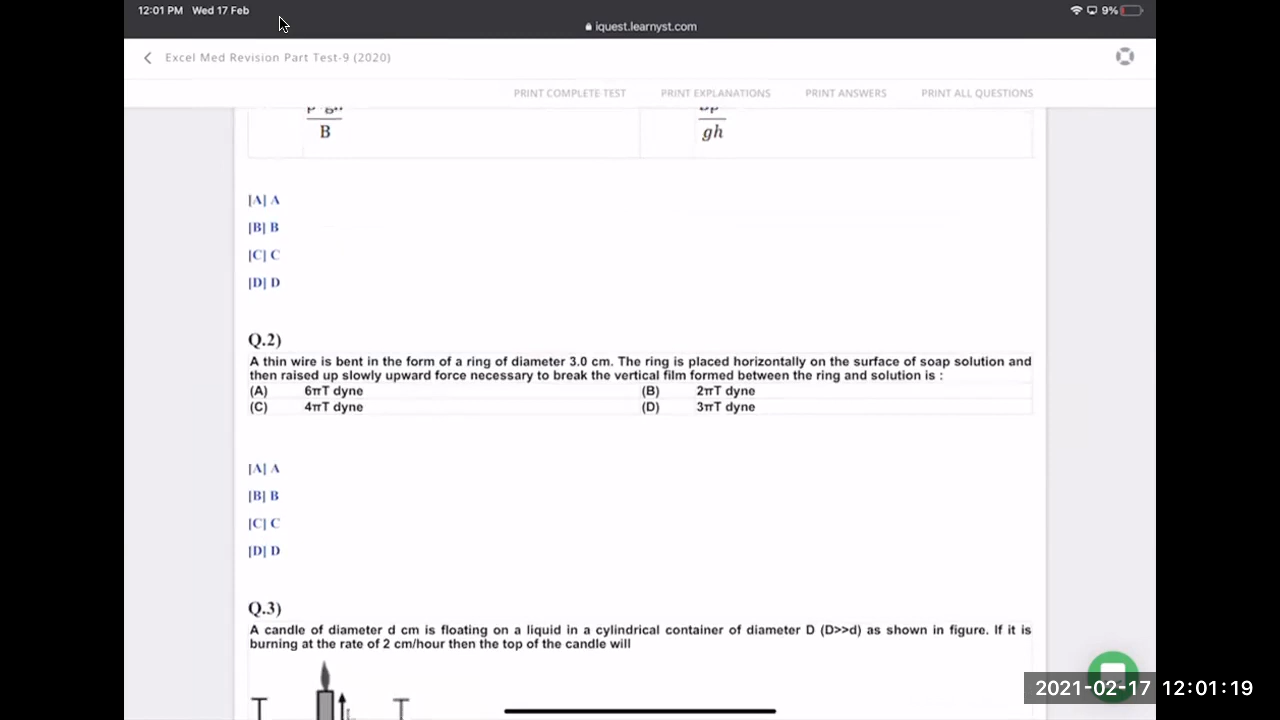 12:01 PM Wed 17 Feb
9%
iquest.learnyst.com
Excel Med Revision Part Test-9 (2020)
PRINT COMPLETE TEST PRINT EXPLANATIONS PRINT ANSWERS PRINT ALL QUESTIONS
B
gh
[A] A
[B] B
[C] C
[D] D
Q.2)
A thin wire is bent in the form of a ring of diameter 3.0 cm. The ring is placed horizontally on the surface of soap solution and
then raised up slowly upward force necessary to break the vertical film formed between the ring and solution is :
(A) 6πT dyne (B) 2πT dyne
(C) 4πT dyne (D) 3πT dyne
[A] A
[B] B
[C] C
[D] D
Q.3)
A candle of diameter d cm is floating on a liquid in a cylindrical container of diameter D (D>>d) as shown in figure. If it is
burning at the rate of 2 cm/hour then the top of the candle will
2021-02-17 12:01:19